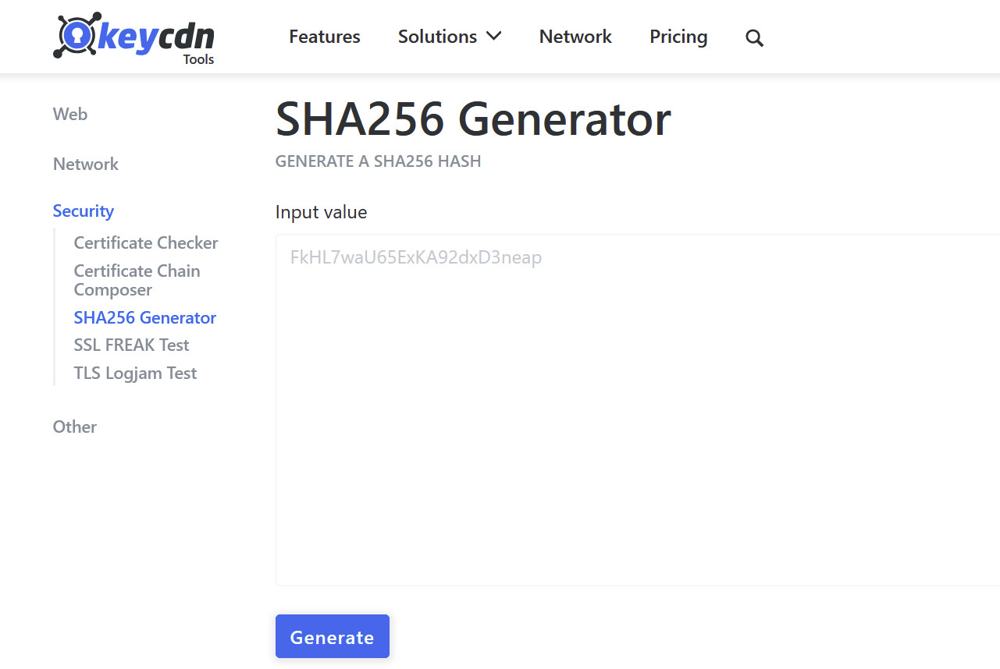 keycdn
Tools
Features Solutions Network Pricing
Web
Network
Security
Certificate Checker
Certificate Chain
Composer
SHA256 Generator
SSL FREAK Test
TLS Logjam Test
Other
SHA256 Generator
GENERATE A SHA256 HASH
Input value
FkHL7waU65ExKA92dxD3neap
Generate